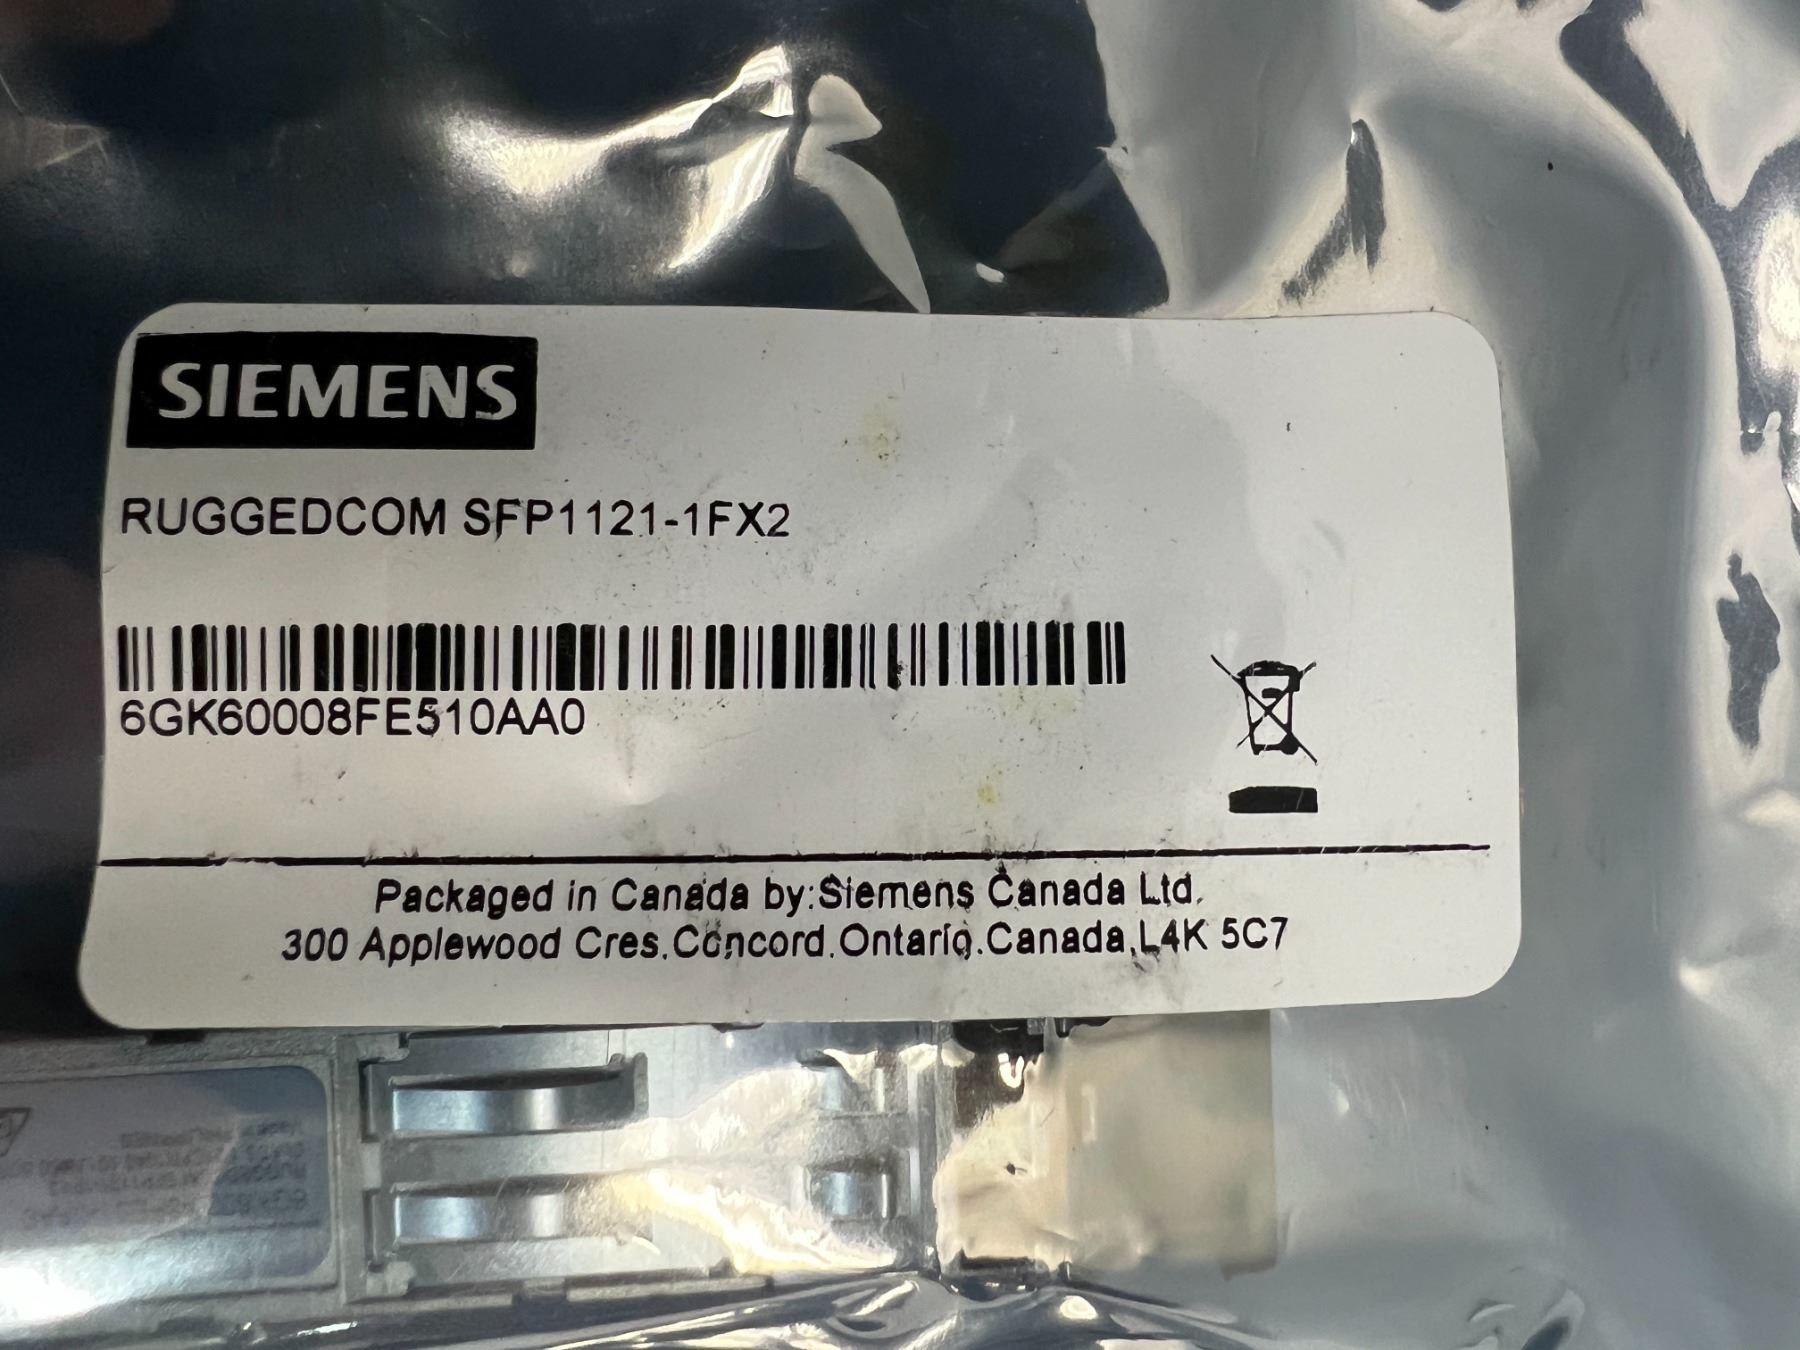 SIEMENS
RUGGEDCOM SFP1121-1FX2
6GK60008FE510AA0
Packaged in Canada by:Siemens Canada Ltd.
300 Applewood Cres.Concord.Ontario.Canada,L4K 5C7